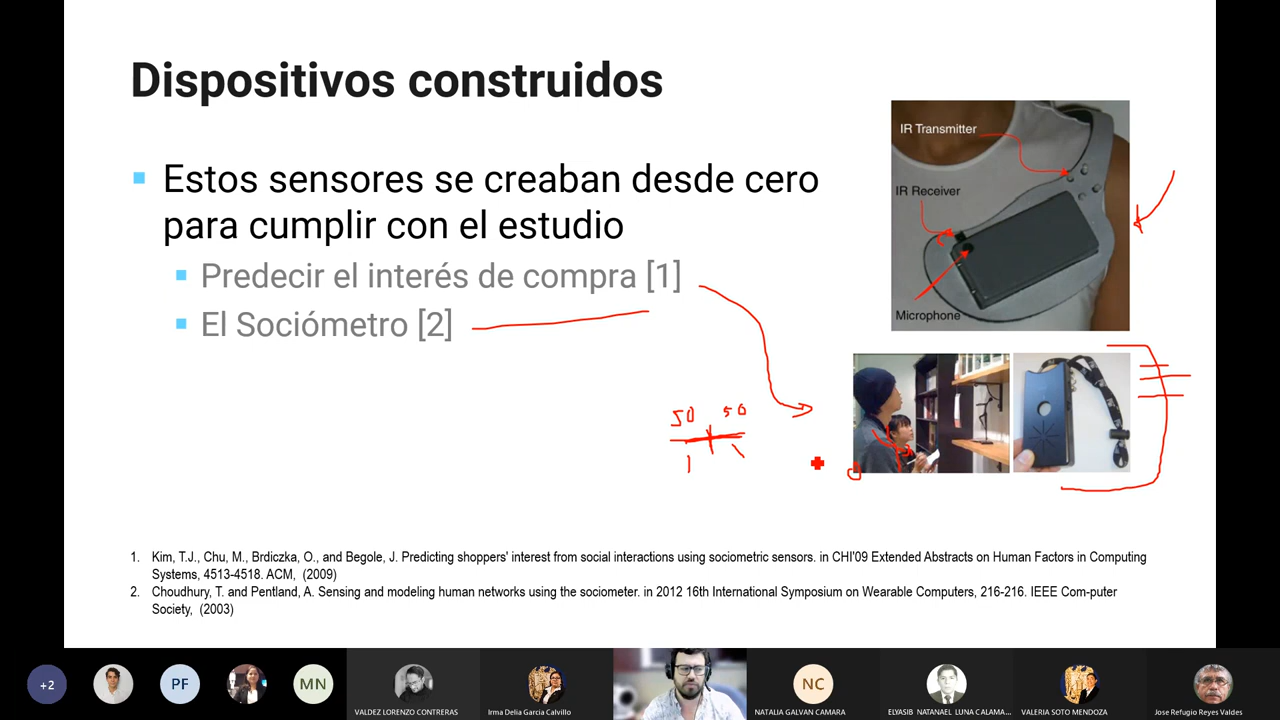 Dispositivos construidos
Estos sensores se creaban desde cero
para cumplir con el estudio
Predecir el interés de compra [1]
El Sociómetro [2]
IR Transmitter
IR Receiver
Microphone
50 50
1. Kim, T.J., Chu, M., Brdiczka, O., and Begole, J. Predicting shoppers' interest from social interactions using sociometric sensors. in CHI'09 Extended Abstracts on Human Factors in Computing
Systems, 4513-4518. ACM, (2009)
2. Choudhury, T. and Pentland, A. Sensing and modeling human networks using the sociometer. in 2012 16th International Symposium on Wearable Computers, 216-216. IEEE Com-puter
Society, (2003)
+2
PF
MN
NC
VALDEZ LORENZO CONTRERAS
Irma Delia Garcia Calvillo
NATALIA GALVAN CAMARA
ELYASIB NATANAEL LUNA CALAMA...
VALERIA SOTO MENDOZA
Jose Refugio Reyes Valdes